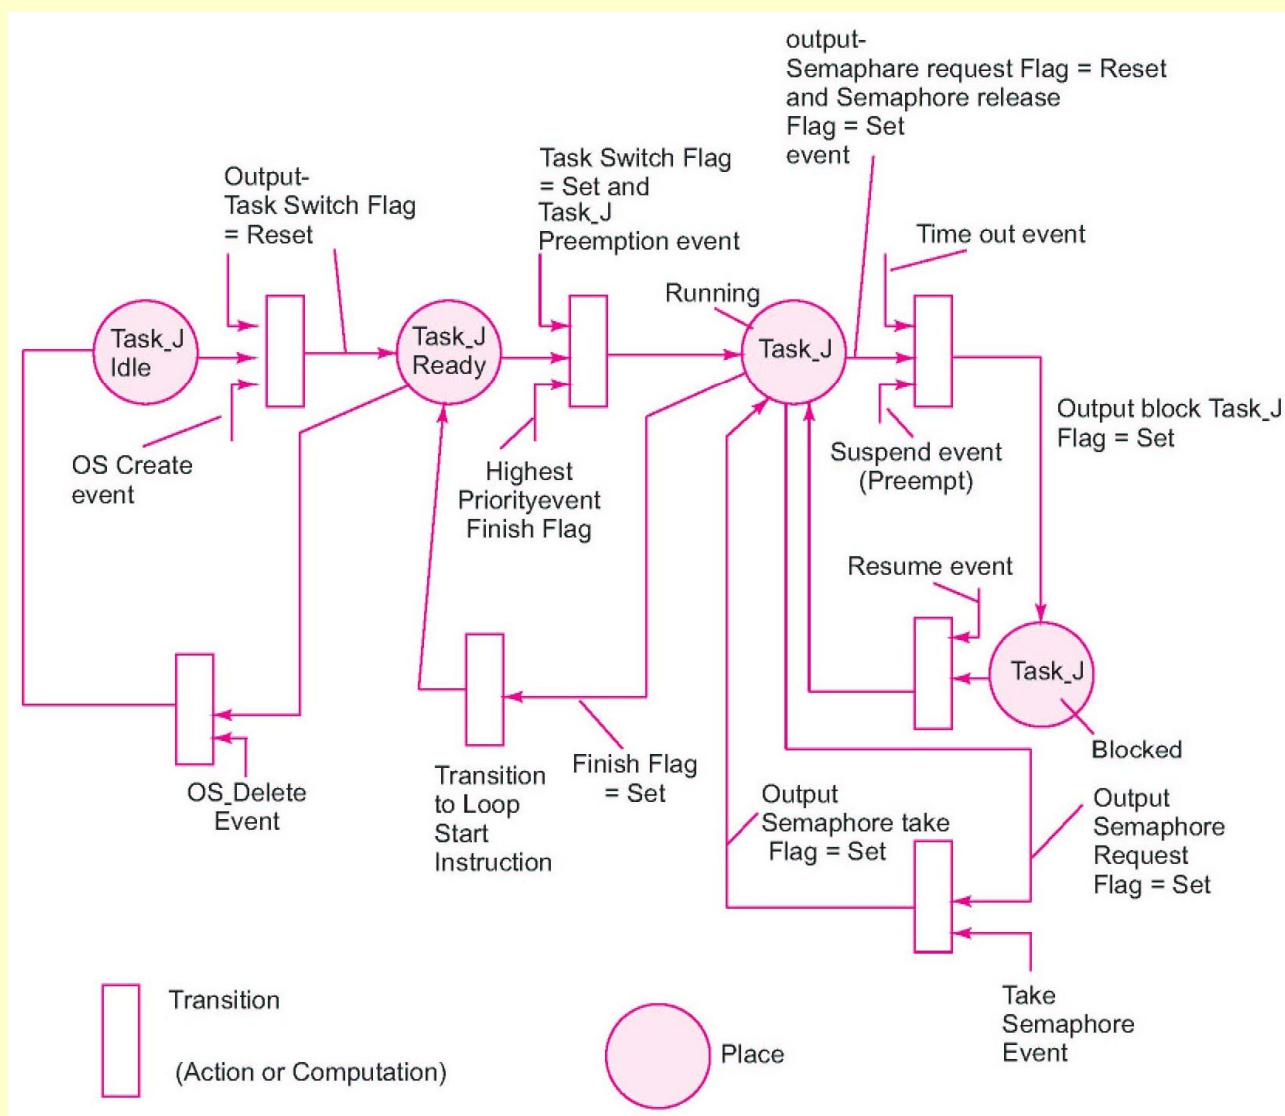 output-
Semaphare request Flag = Reset
and Semaphore release
Flag = Set
event
Task Switch Flag
= Set and
Task_J
Preemption event
Output-
Task Switch Flag
= Reset
Time out event
Running
Task_J
Idle
Task_J
Ready
Task_J
Output block Task_J
Flag = Set
OS Create
event
Highest
Priorityevent
Finish Flag
Suspend event
(Preempt)
Resume event
Task_J
Blocked
OS_Delete
Event
Transition
to Loop
Start
Instruction
Finish Flag
= Set
Output
Semaphore take
Flag = Set
Output
Semaphore
Request
Flag = Set
Take
Semaphore
Event
Transition
(Action or Computation)
Place